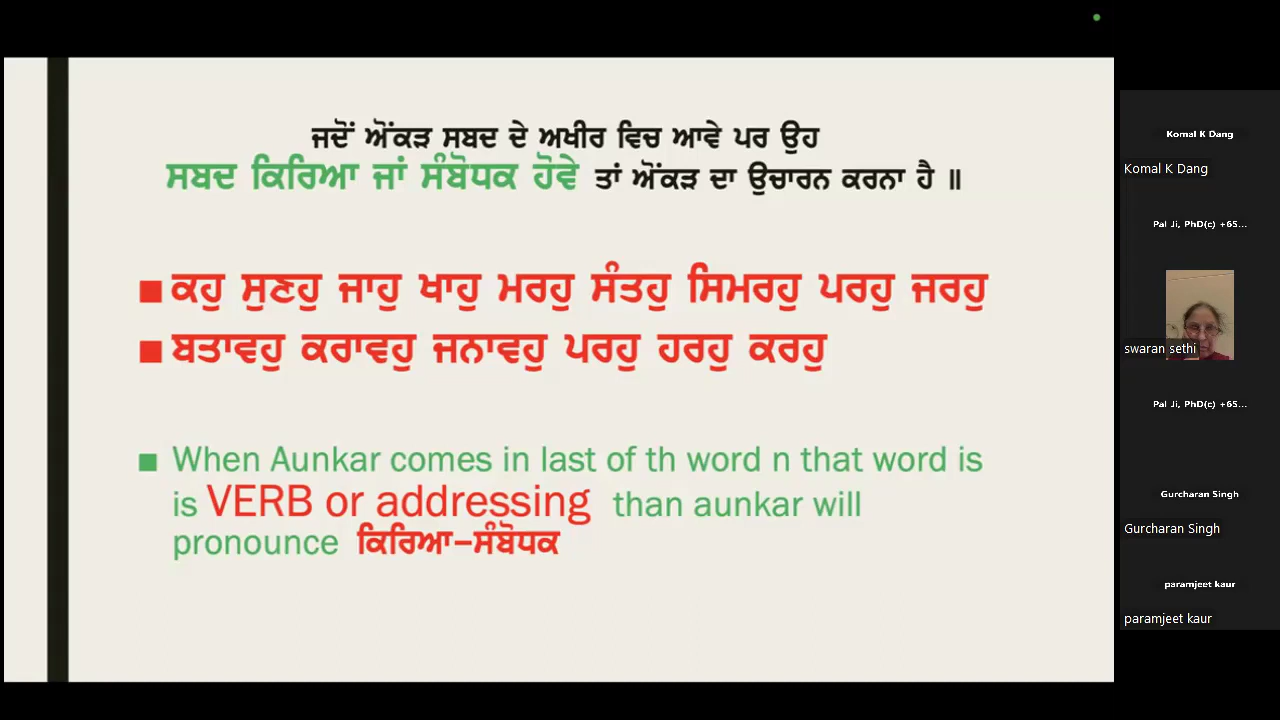 ਜਦੋਂ ਔਂਕੜ ਸਬਦ ਦੇ ਅਖੀਰ ਵਿਚ ਆਵੇ ਪਰ ਉਹ
ਸਬਦ ਕਿਰਿਆ ਜਾਂ ਸੰਬੋਧਕ ਹੋਵੇ ਤਾਂ ਔਂਕੜ ਦਾ ਉਚਾਰਨ ਕਰਨਾ ਹੈ ॥
ਕਹੁ ਸੁਣਹੁ ਜਾਹੁ ਖਾਹੁ ਮਰਹੁ ਸੰਤਹੁ ਸਿਮਰਹੁ ਪਰਹੁ ਜਰਹੁ
ਬਤਾਵਹੁ ਕਰਾਵਹੁ ਜਨਾਵਹੁ ਪਰਹੁ ਹਰਹੁ ਕਰਹੁ
When Aunkar comes in last of th word n that word is
is VERB or addressing than aunkar will
pronounce ਕਿਰਿਆ–ਸੰਬੋਧਕ
Komal K Dang
Komal K Dang
Pal Ji, PhD(c) +65...
swaran sethi
Pal Ji, PhD(c) +65...
Gurcharan Singh
Gurcharan Singh
paramjeet kaur
paramjeet kaur